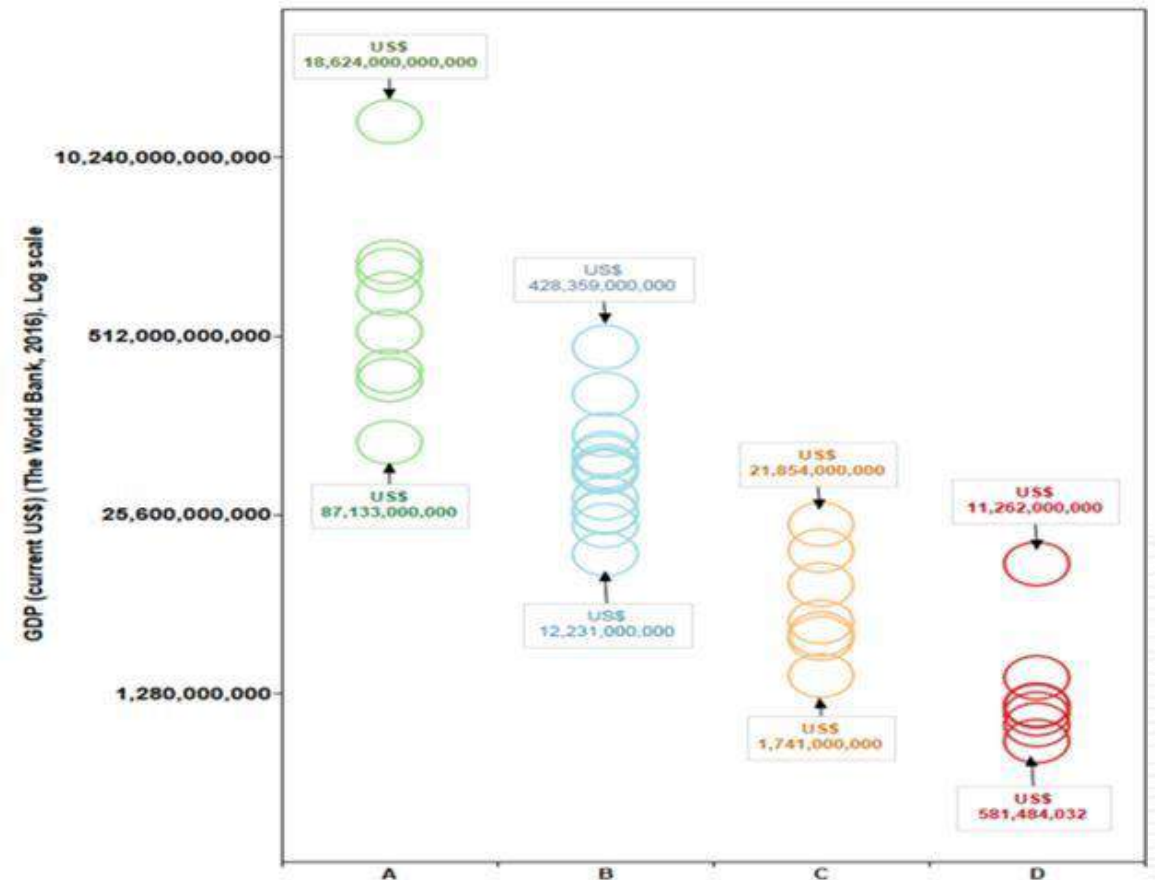 US$
18,624,000,000,000
10,240,000,000,000
US$
428,359,000,000
512,000,000,000
US$
21,854,000,000
US$
87,133,000,000
US$
11,262,000,000
25,600,000,000
US$
12,231,000,000
1,280,000,000
US$
1,741,000,000
US$
581,484,032
GDP (current US$) (The World Bank, 2016). Log scale
A B C D